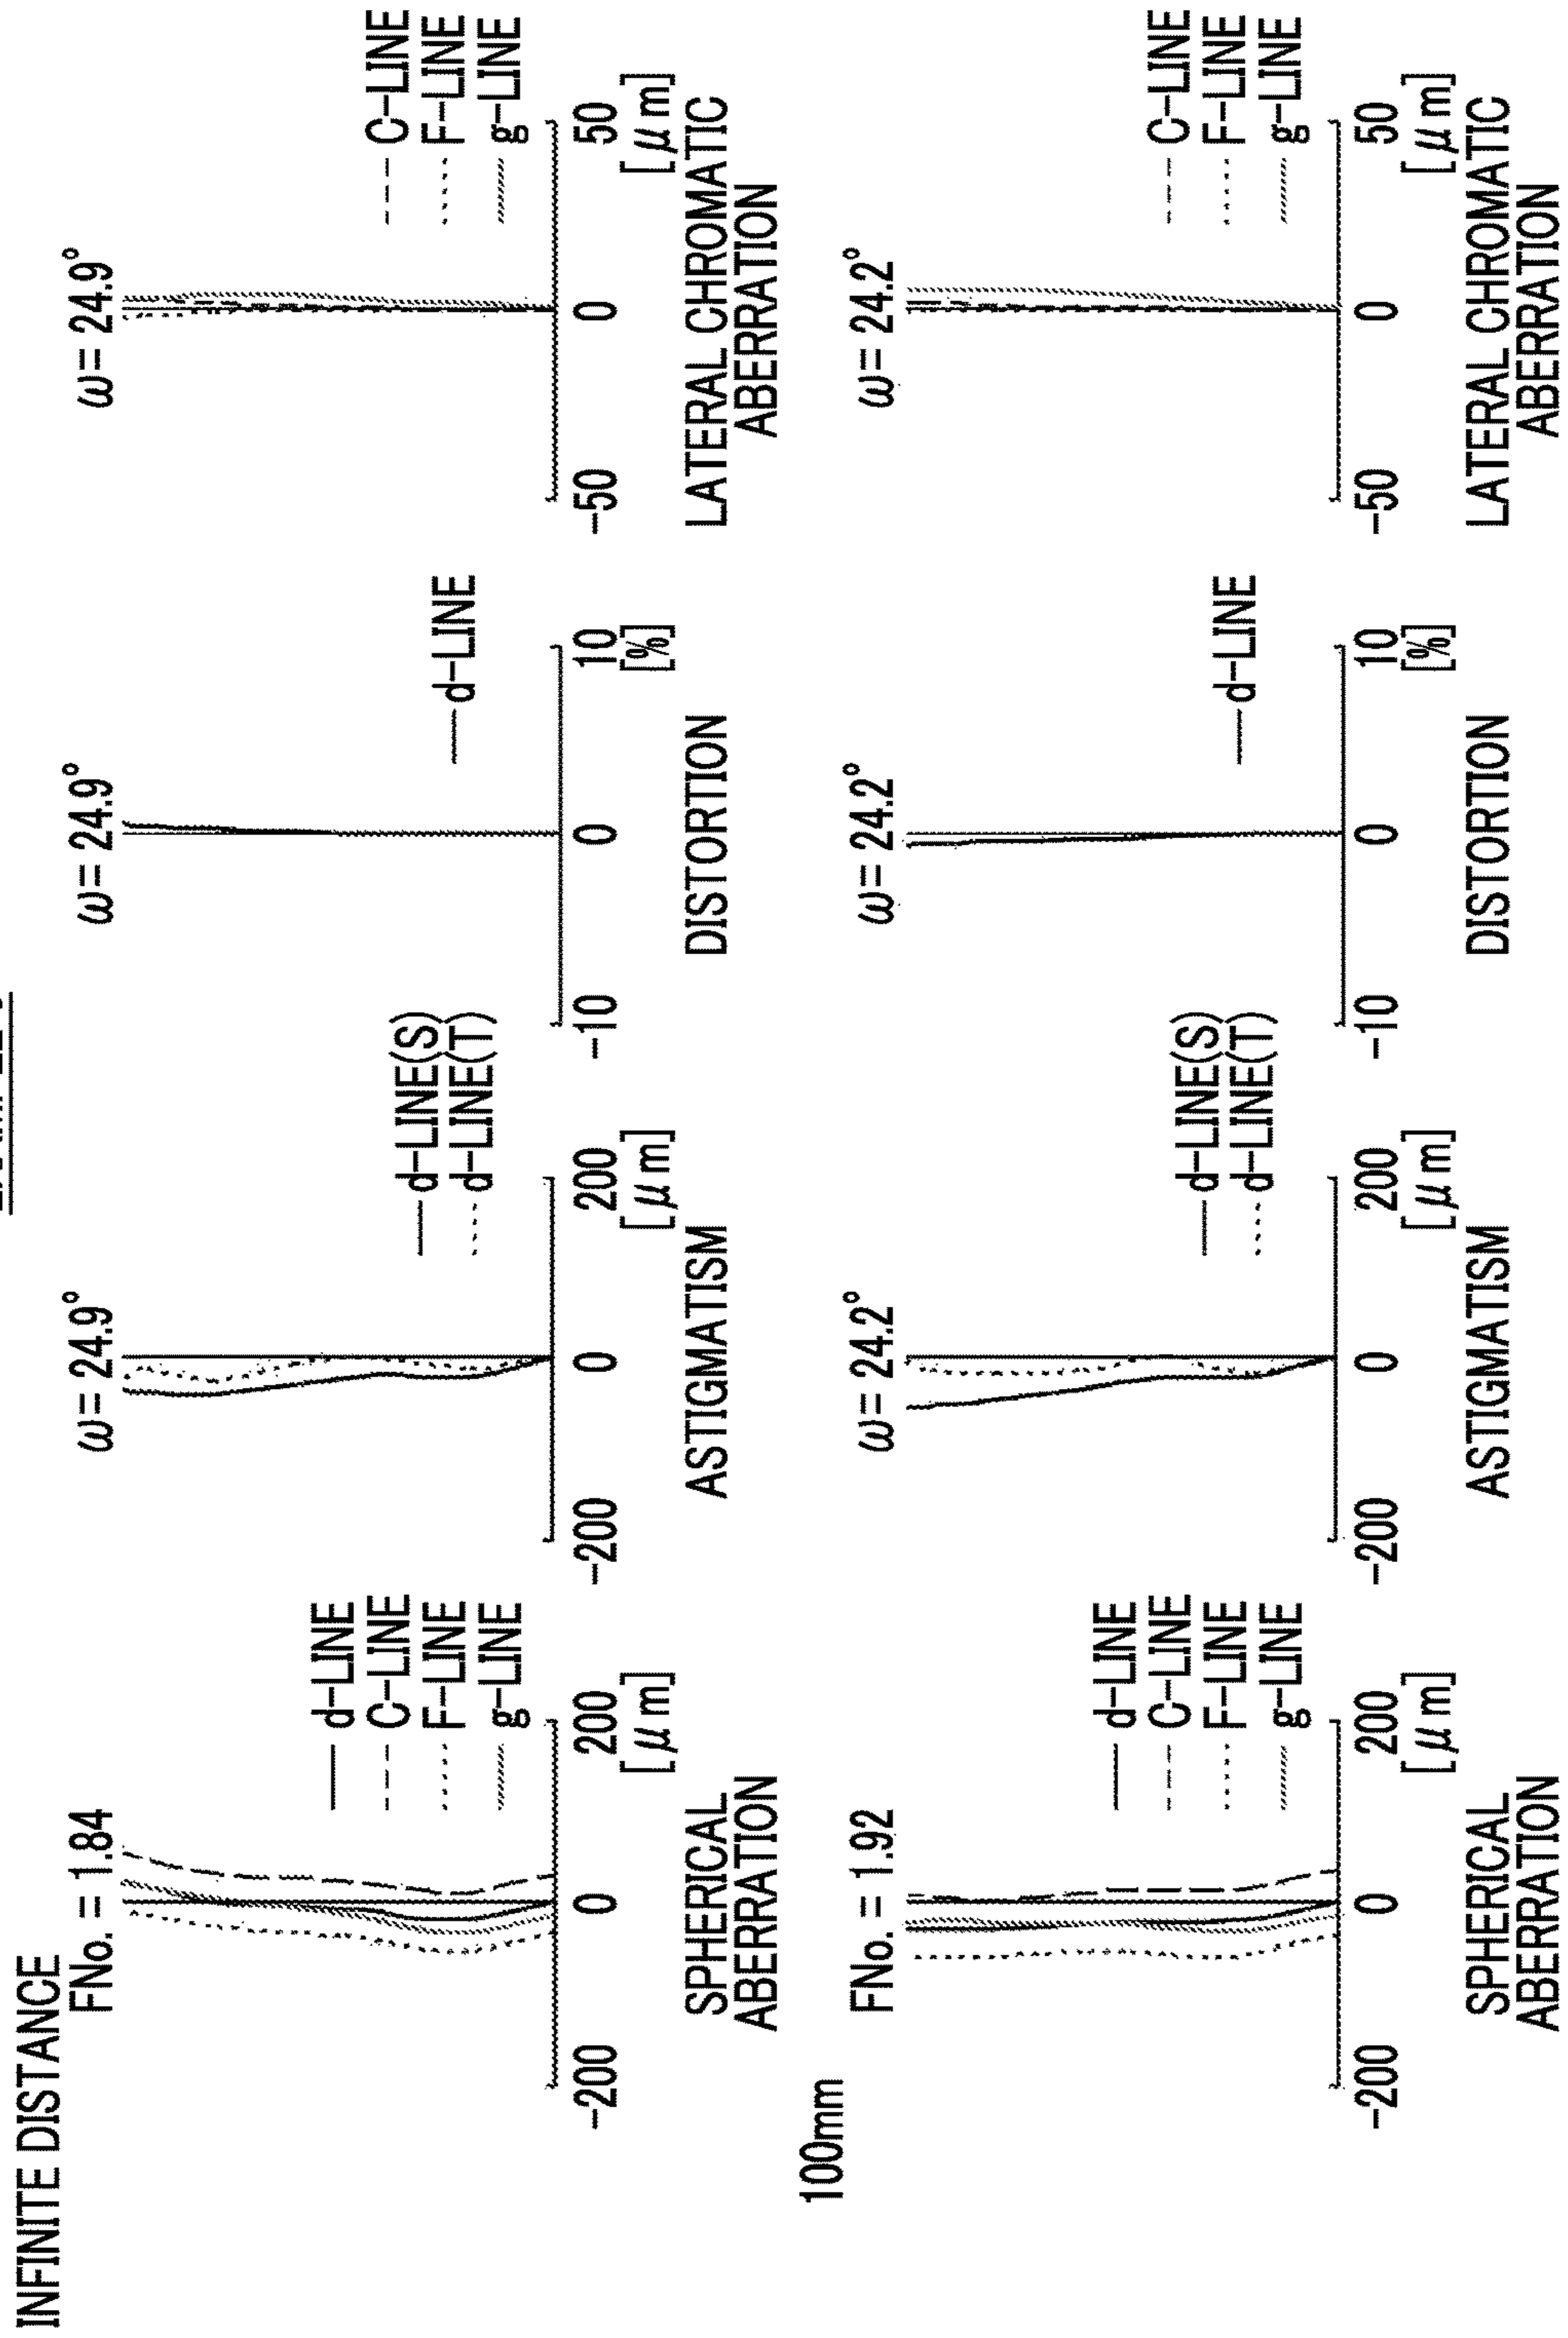 INFINITE DISTANCE
FNo. = 1.84
d-LINE
C-LINE
F-LINE
g-LINE
-200
0
200
[μm]
SPHERICAL
ABERRATION
ω= 24.9°
d-LINE(S)
d-LINE(T)
-200
0
200
[μm]
ASTIGMATISM
ω= 24.9°
d-LINE
-10
0
10
[%]
DISTORTION
ω= 24.9°
C-LINE
F-LINE
g-LINE
-50
0
50
[μm]
LATERAL CHROMATIC
ABERRATION
100mm
FNo. = 1.92
d-LINE
C-LINE
F-LINE
g-LINE
-200
0
200
[μm]
SPHERICAL
ABERRATION
ω= 24.2°
d-LINE(S)
d-LINE(T)
-200
0
200
[μm]
ASTIGMATISM
ω= 24.2°
d-LINE
-10
0
10
[%]
DISTORTION
ω= 24.2°
C-LINE
F-LINE
g-LINE
-50
0
50
[μm]
LATERAL CHROMATIC
ABERRATION